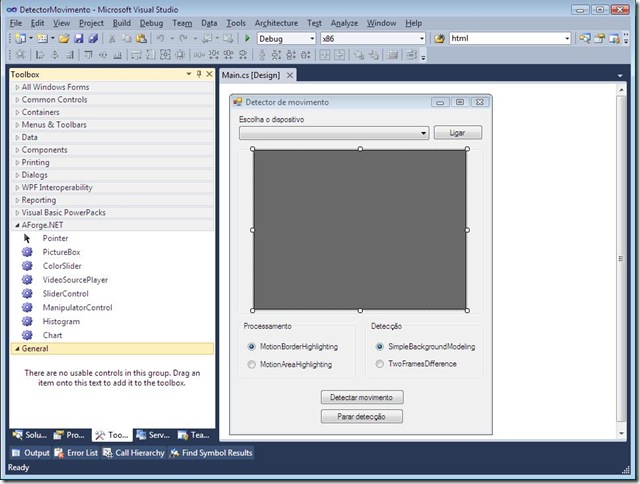 DetectorMovimento - Microsoft Visual Studio
File Edit View Project Build Debug Team Data Tools Architecture Test Analyze Window Help
Debug x86 html
Toolbox
All Windows Forms
Common Controls
Containers
Menus & Toolbars
Data
Components
Printing
Dialogs
WPF Interoperability
Reporting
Visual Basic PowerPacks
AForge.NET
Pointer
PictureBox
ColorSlider
VideoSourcePlayer
SliderControl
ManipulatorControl
Histogram
Chart
General
There are no usable controls in this group. Drag an
item onto this text to add it to the toolbox.
Solu... Pro... Too... Serv... Tea...
Main.cs [Design]
Detector de movimento
Escolha o dispositivo
Ligar
Processamento
MotionBorderHighlighting
MotionAreaHighlighting
Detecção
SimpleBackgroundModeling
TwoFramesDifference
Detectar movimento
Parar detecção
Output Error List Call Hierarchy Find Symbol Results
Ready